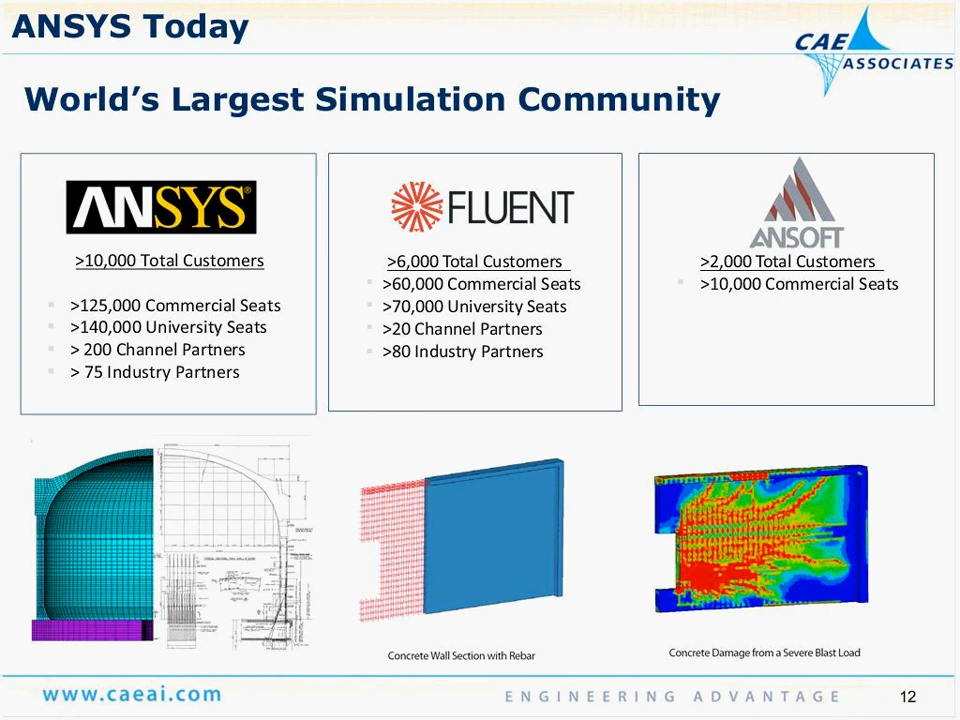 ANSYS Today
CAE
ASSOCIATES
World’s Largest Simulation Community
ANSYS®
>10,000 Total Customers
>125,000 Commercial Seats
>140,000 University Seats
> 200 Channel Partners
> 75 Industry Partners
FLUENT
>6,000 Total Customers
>60,000 Commercial Seats
>70,000 University Seats
>20 Channel Partners
>80 Industry Partners
ANSOFT
>2,000 Total Customers
>10,000 Commercial Seats
Concrete Wall Section with Rebar
Concrete Damage from a Severe Blast Load
www.caeai.com
ENGINEERING ADVANTAGE
12